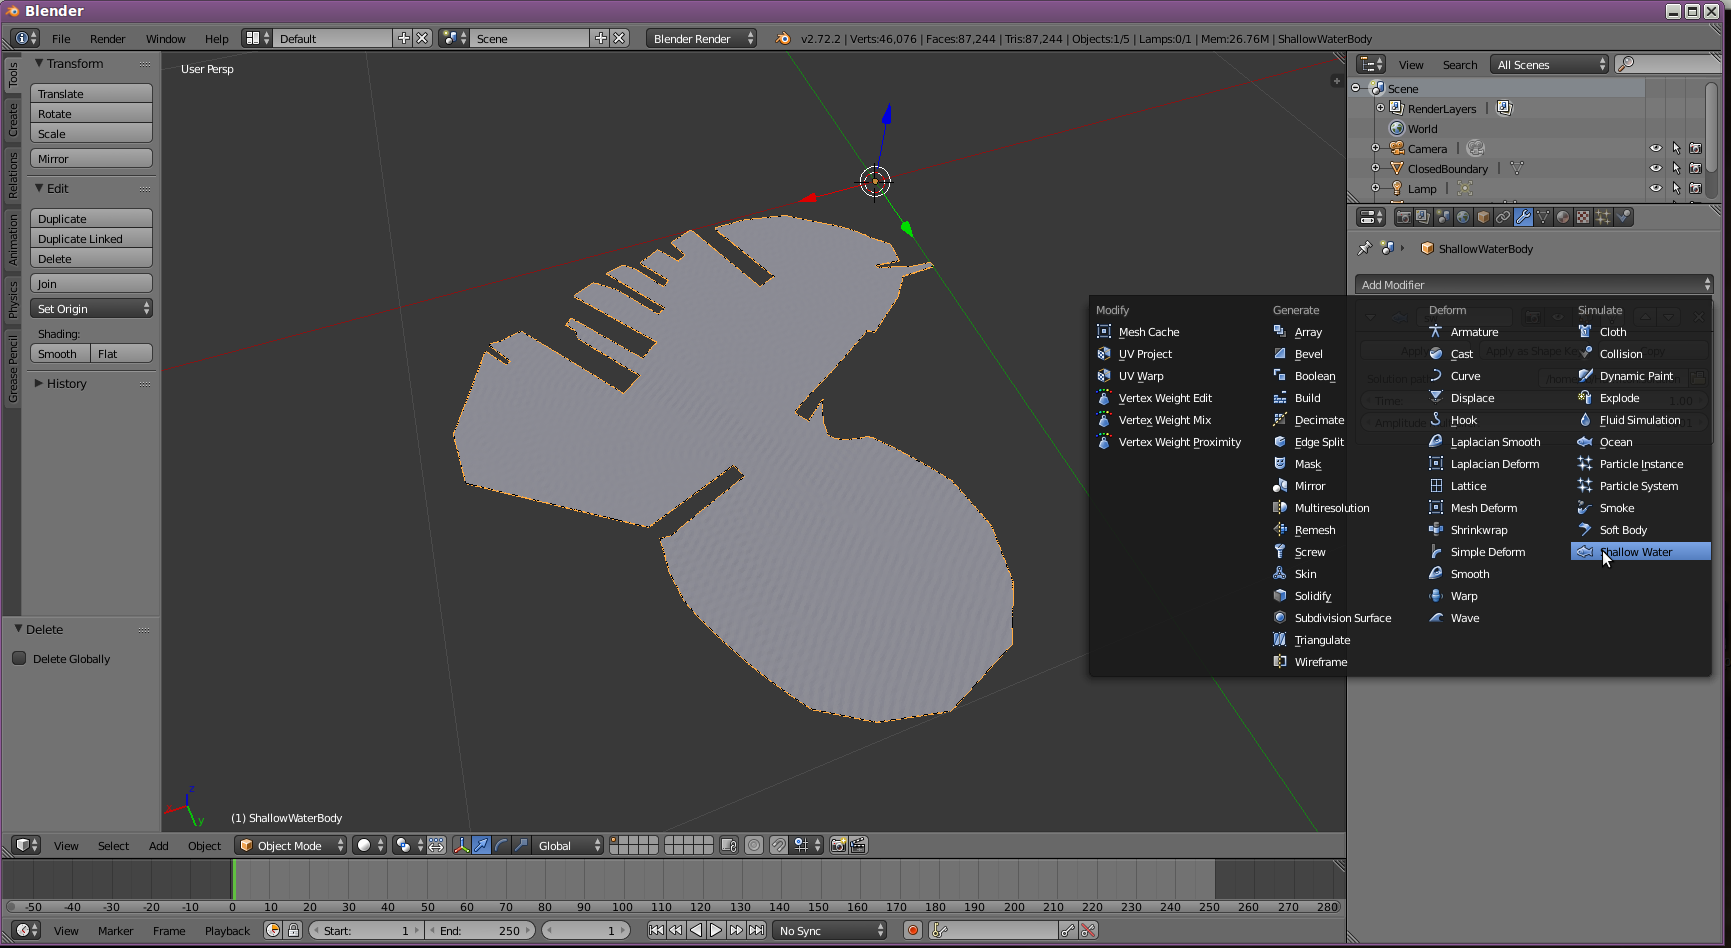 Blender
File Render Window Help Default Scene Blender Render v2.72.2 | Verts:46,076 | Faces:87,244 | Tris:87,244 | Objects:1/5 | Lamps:0/1 | Mem:26.76M | ShallowWaterBody
Tools
Create
Relations
Animation
Physics
Grease Pencil
Transform
Translate
Rotate
Scale
Mirror
Edit
Duplicate
Duplicate Linked
Delete
Join
Set Origin
Shading:
Smooth Flat
History
Delete
Delete Globally
User Persp
z
y
(1) ShallowWaterBody
View Search All Scenes
Scene
RenderLayers
World
Camera
ClosedBoundary
Lamp
ShallowWaterBody
Add Modifier
Modify
Mesh Cache
UV Project
UV Warp
Vertex Weight Edit
Vertex Weight Mix
Vertex Weight Proximity
Generate
Array
Bevel
Boolean
Build
Decimate
Edge Split
Mask
Mirror
Multiresolution
Remesh
Screw
Skin
Solidify
Subdivision Surface
Triangulate
Wireframe
Deform
Armature
Cast
Curve
Displace
Hook
Laplacian Smooth
Laplacian Deform
Lattice
Mesh Deform
Shrinkwrap
Simple Deform
Smooth
Warp
Wave
Simulate
Cloth
Collision
Dynamic Paint
Explode
Fluid Simulation
Ocean
Particle Instance
Particle System
Smoke
Soft Body
Shallow Water
View Select Add Object Object Mode Global
-50 -40 -30 -20 -10 0 10 20 30 40 50 60 70 80 90 100 110 120 130 140 150 160 170 180 190 200 210 220 230 240 250 260 270 280
View Marker Frame Playback Start: 1 End: 250 1 No Sync